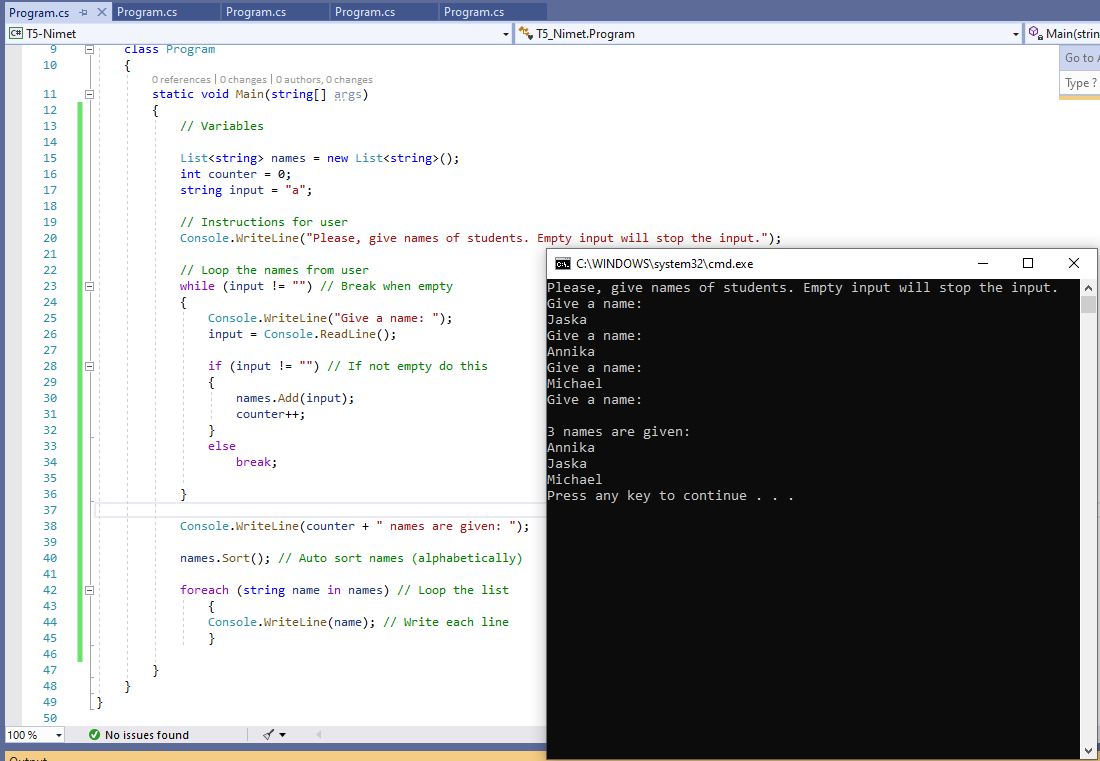 Program.cs
Program.cs
Program.cs
Program.cs
Program.cs
C# T5-Nimet
T5_Nimet.Program
Main(strin
Go to A
Type ?
9 class Program
10 {
0 references | 0 changes | 0 authors, 0 changes
11 static void Main(string[] args)
12 {
13 // Variables
14
15 List<string> names = new List<string>();
16 int counter = 0;
17 string input = "a";
18
19 // Instructions for user
20 Console.WriteLine("Please, give names of students. Empty input will stop the input.");
21
22 // Loop the names from user
23 while (input != "") // Break when empty
24 {
25 Console.WriteLine("Give a name: ");
26 input = Console.ReadLine();
27
28 if (input != "") // If not empty do this
29 {
30 names.Add(input);
31 counter++;
32 }
33 else
34 break;
35
36 }
37
38 Console.WriteLine(counter + " names are given: ");
39
40 names.Sort(); // Auto sort names (alphabetically)
41
42 foreach (string name in names) // Loop the list
43 {
44 Console.WriteLine(name); // Write each line
45 }
46
47 }
48 }
49 }
50
100 %
No issues found
Output
C:\WINDOWS\system32\cmd.exe
Please, give names of students. Empty input will stop the input.
Give a name:
Jaska
Give a name:
Annika
Give a name:
Michael
Give a name:
3 names are given:
Annika
Jaska
Michael
Press any key to continue . . .